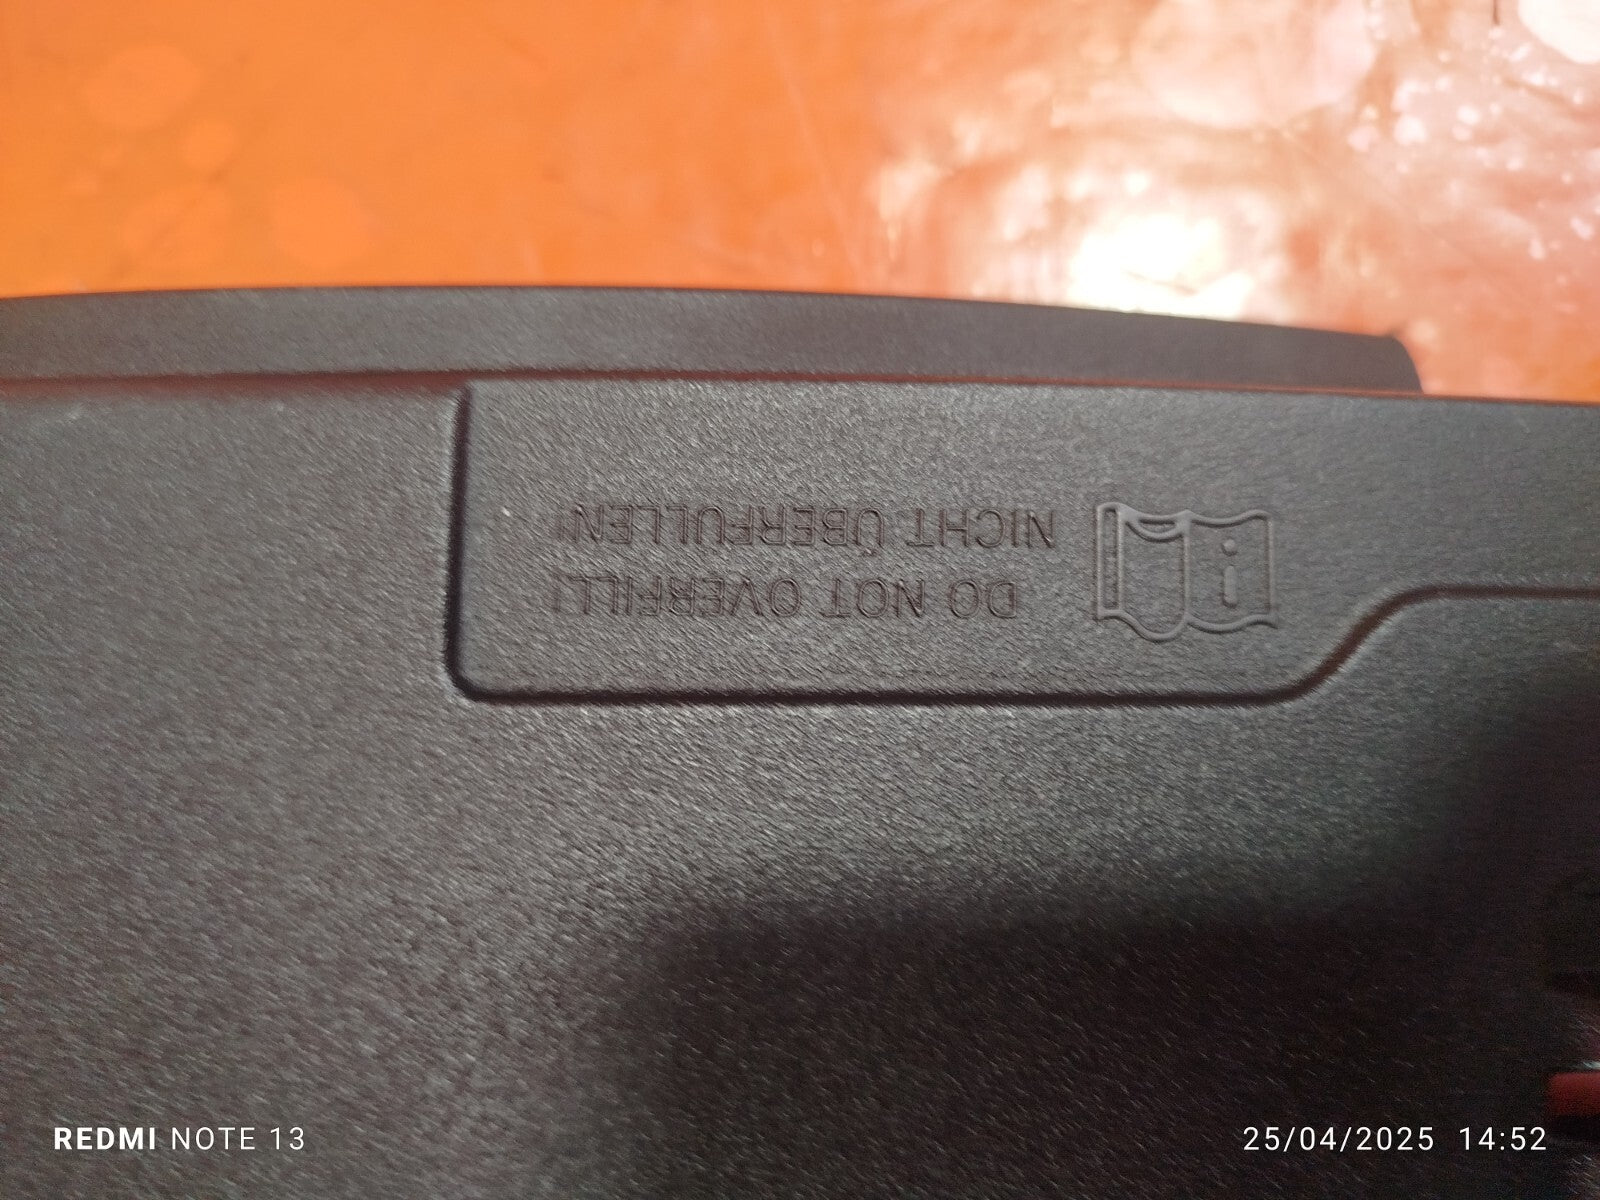 DO NOT OVERFILL!
NICHT ÜBERFÜLLEN!
REDMI NOTE 13
25/04/2025 14:52